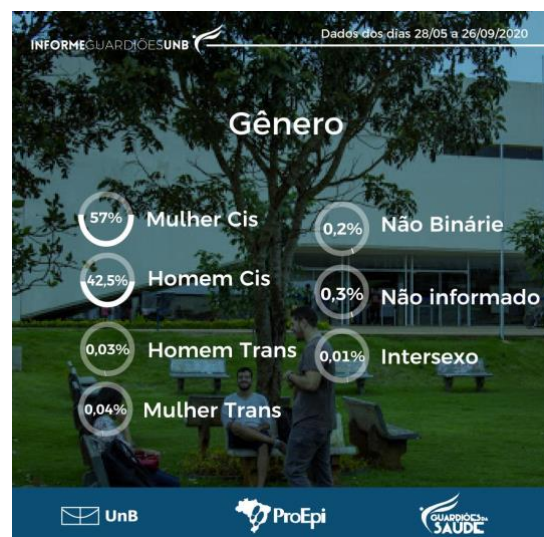 INFORMEGUARDIÕESUNB
Dados dos dias 28/05 a 26/09/2020
Gênero
57% Mulher Cis
42,5% Homem Cis
0,03% Homem Trans
0,04% Mulher Trans
0,2% Não Binárie
0,3% Não informado
0,01% Intersexo
UnB
ProEpi
GUARDIÕES DA
SAÚDE